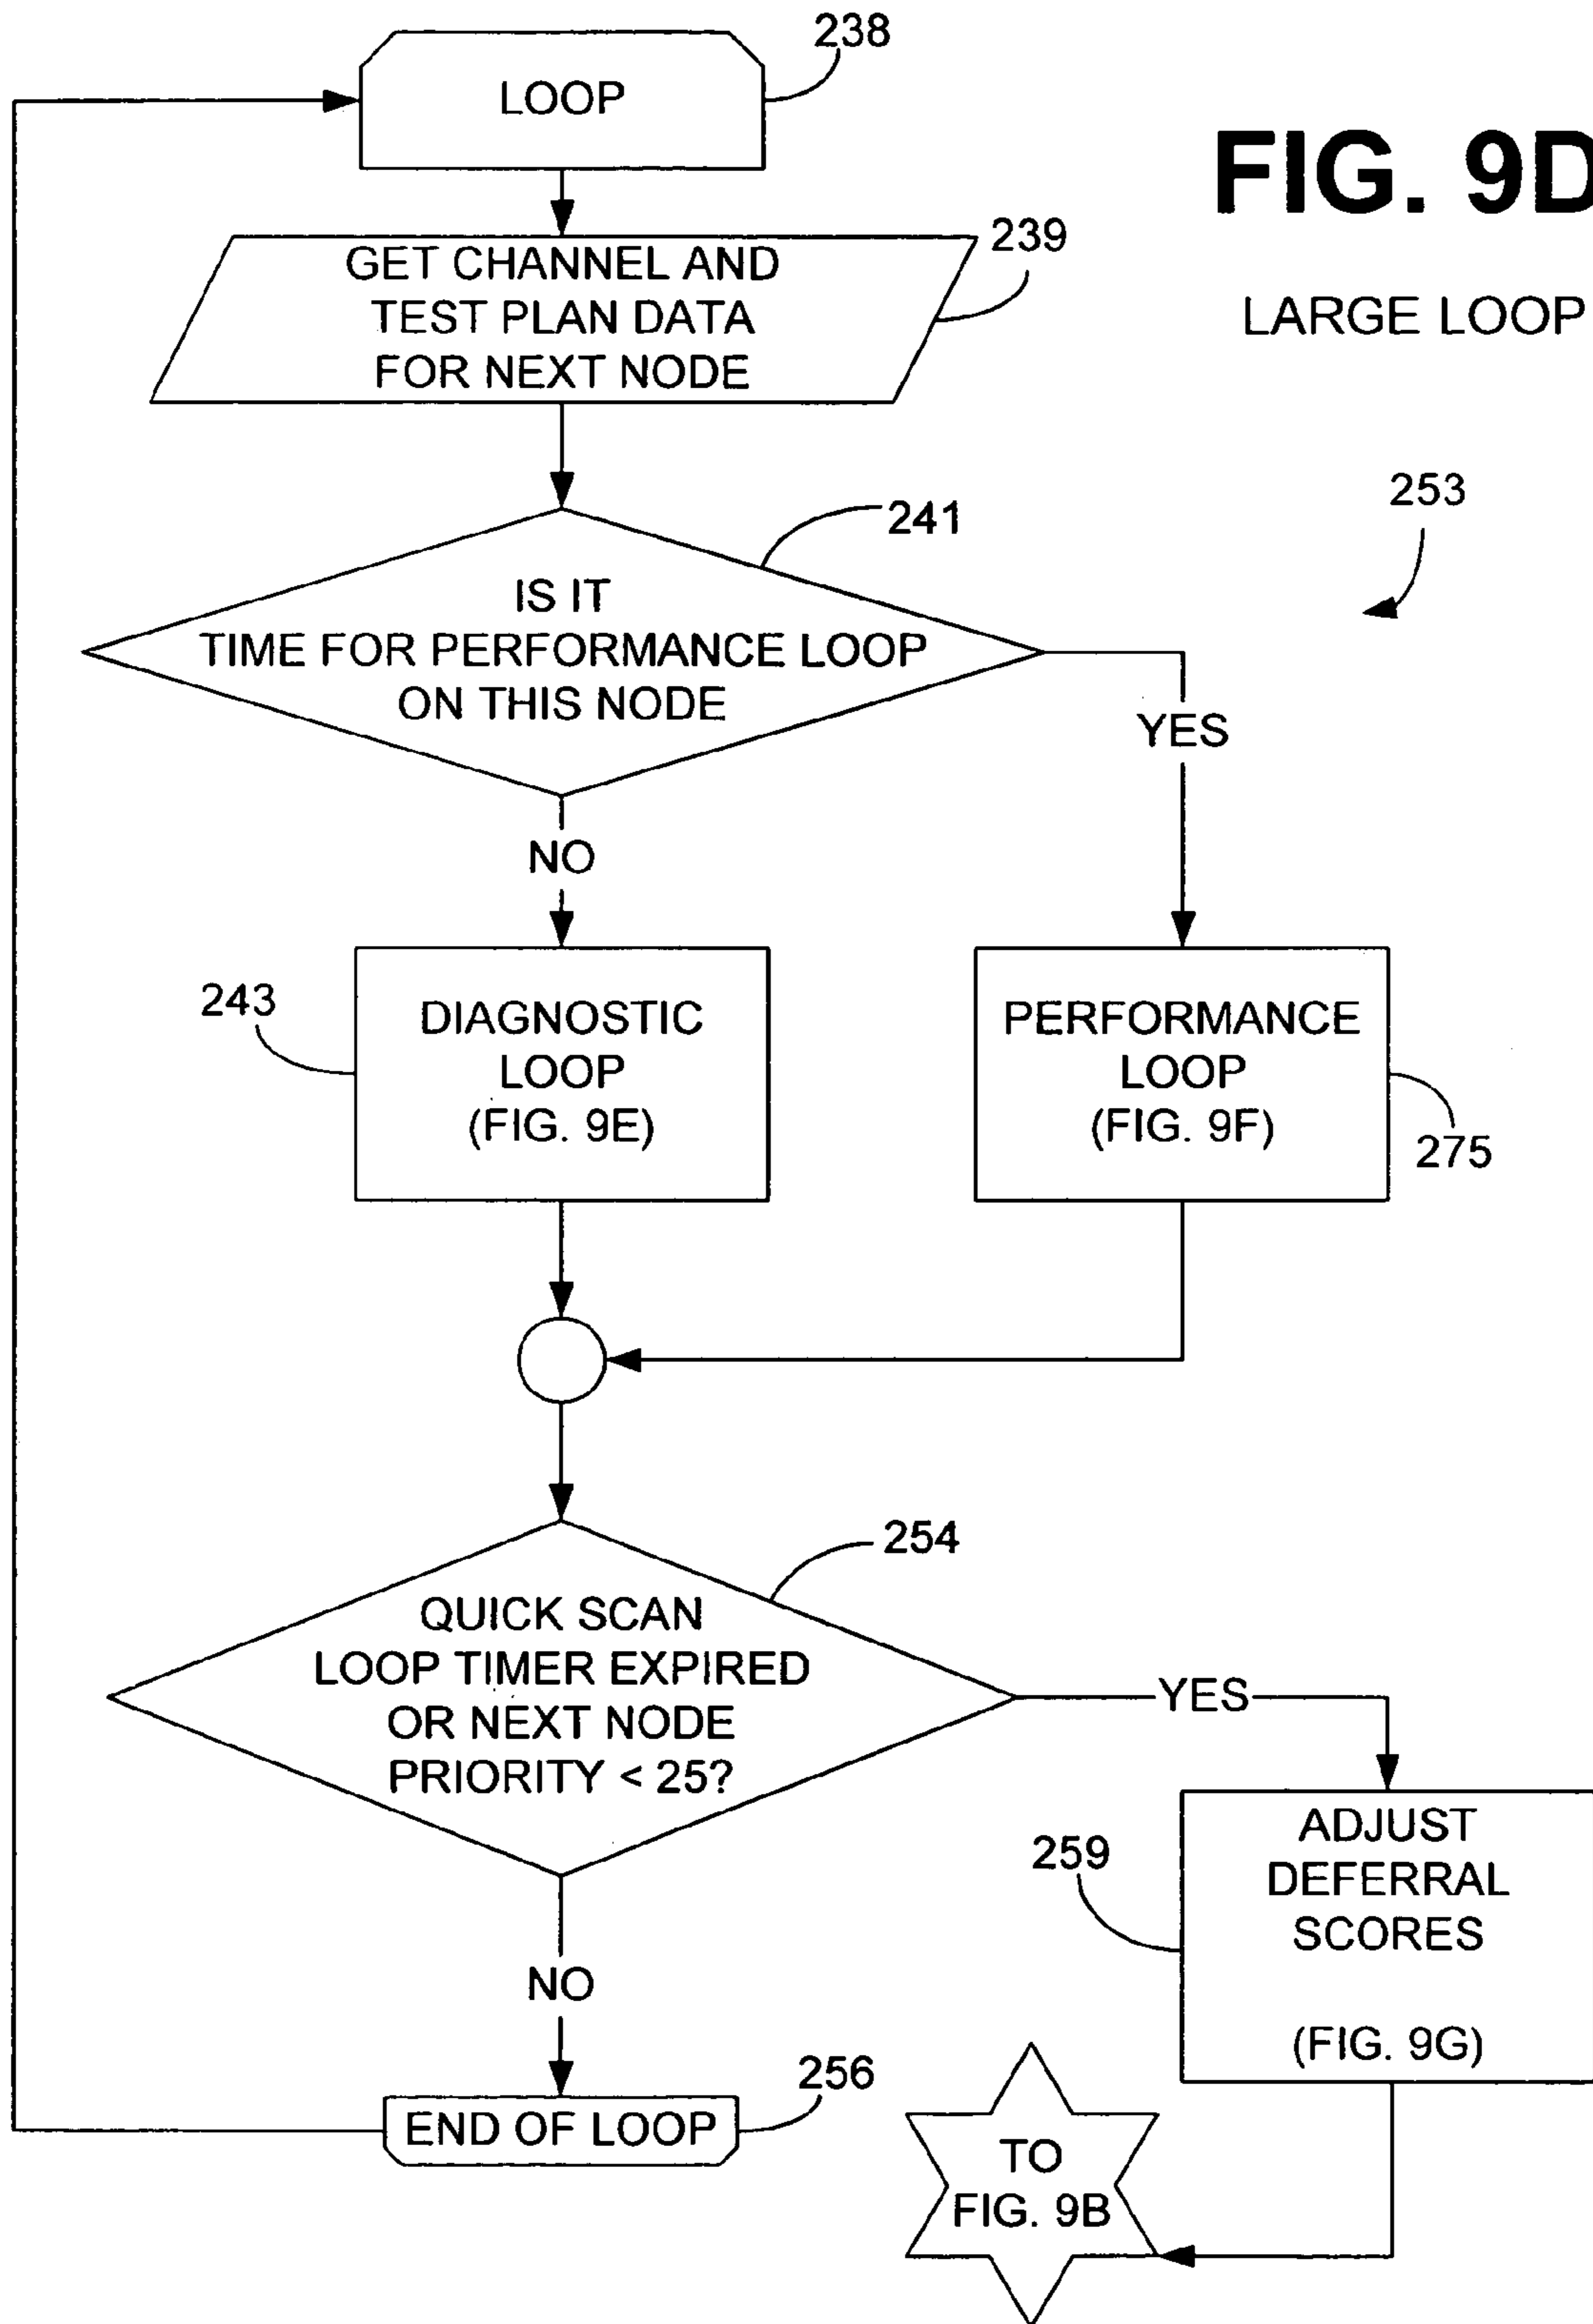 238
LOOP
FIG. 9D
239
GET CHANNEL AND
TEST PLAN DATA
FOR NEXT NODE
LARGE LOOP
253
241
IS IT
TIME FOR PERFORMANCE LOOP
ON THIS NODE
YES
NO
243
DIAGNOSTIC
LOOP
(FIG. 9E)
PERFORMANCE
LOOP
(FIG. 9F)
275
254
QUICK SCAN
LOOP TIMER EXPIRED
OR NEXT NODE
PRIORITY < 25?
YES
259
ADJUST
DEFERRAL
SCORES
(FIG. 9G)
NO
256
END OF LOOP
TO
FIG. 9B